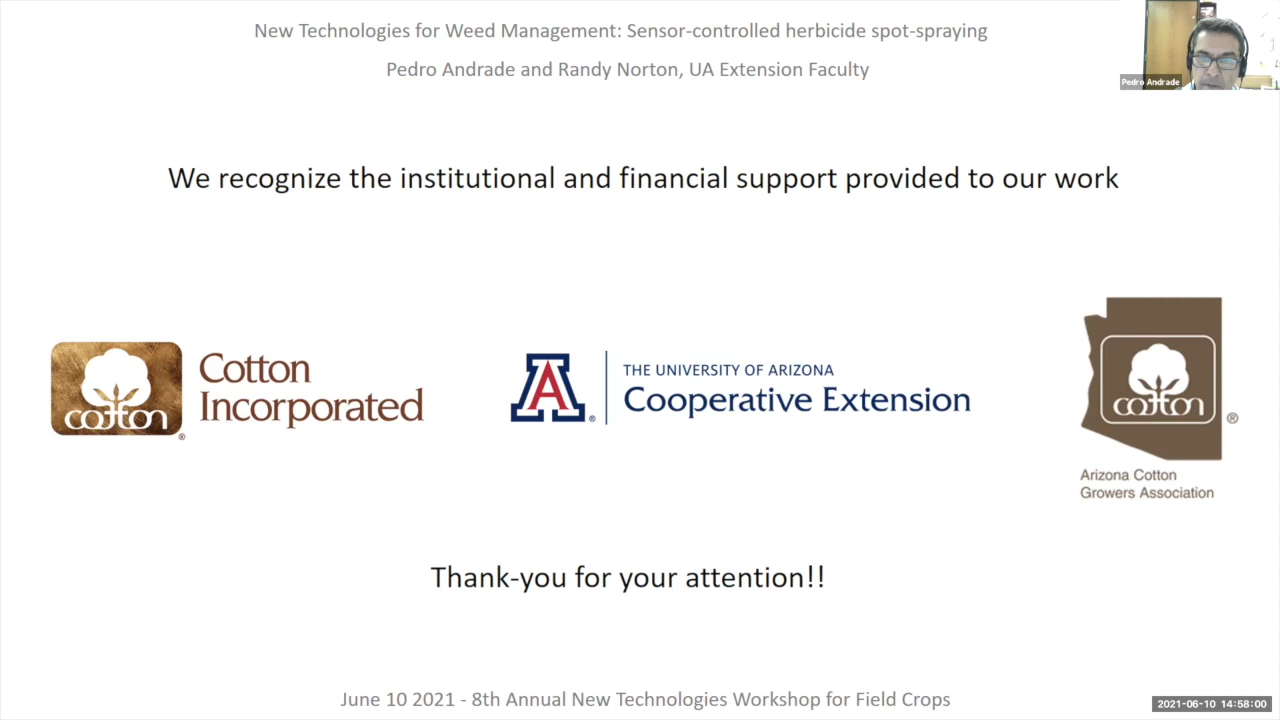 New Technologies for Weed Management: Sensor-controlled herbicide spot-spraying
Pedro Andrade and Randy Norton, UA Extension Faculty
Pedro Andrade
We recognize the institutional and financial support provided to our work
cotton
®
Cotton
Incorporated
A
®
THE UNIVERSITY OF ARIZONA
Cooperative Extension
cotton
®
Arizona Cotton
Growers Association
Thank-you for your attention!!
June 10 2021 - 8th Annual New Technologies Workshop for Field Crops
2021-06-10 14:58:00